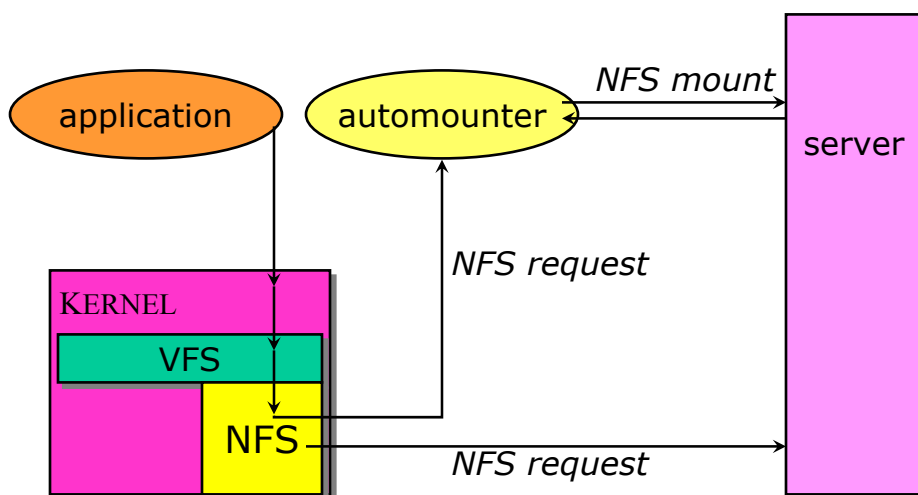 NFS mount
application
automounter
server
NFS request
KERNEL
VFS
NFS
NFS request